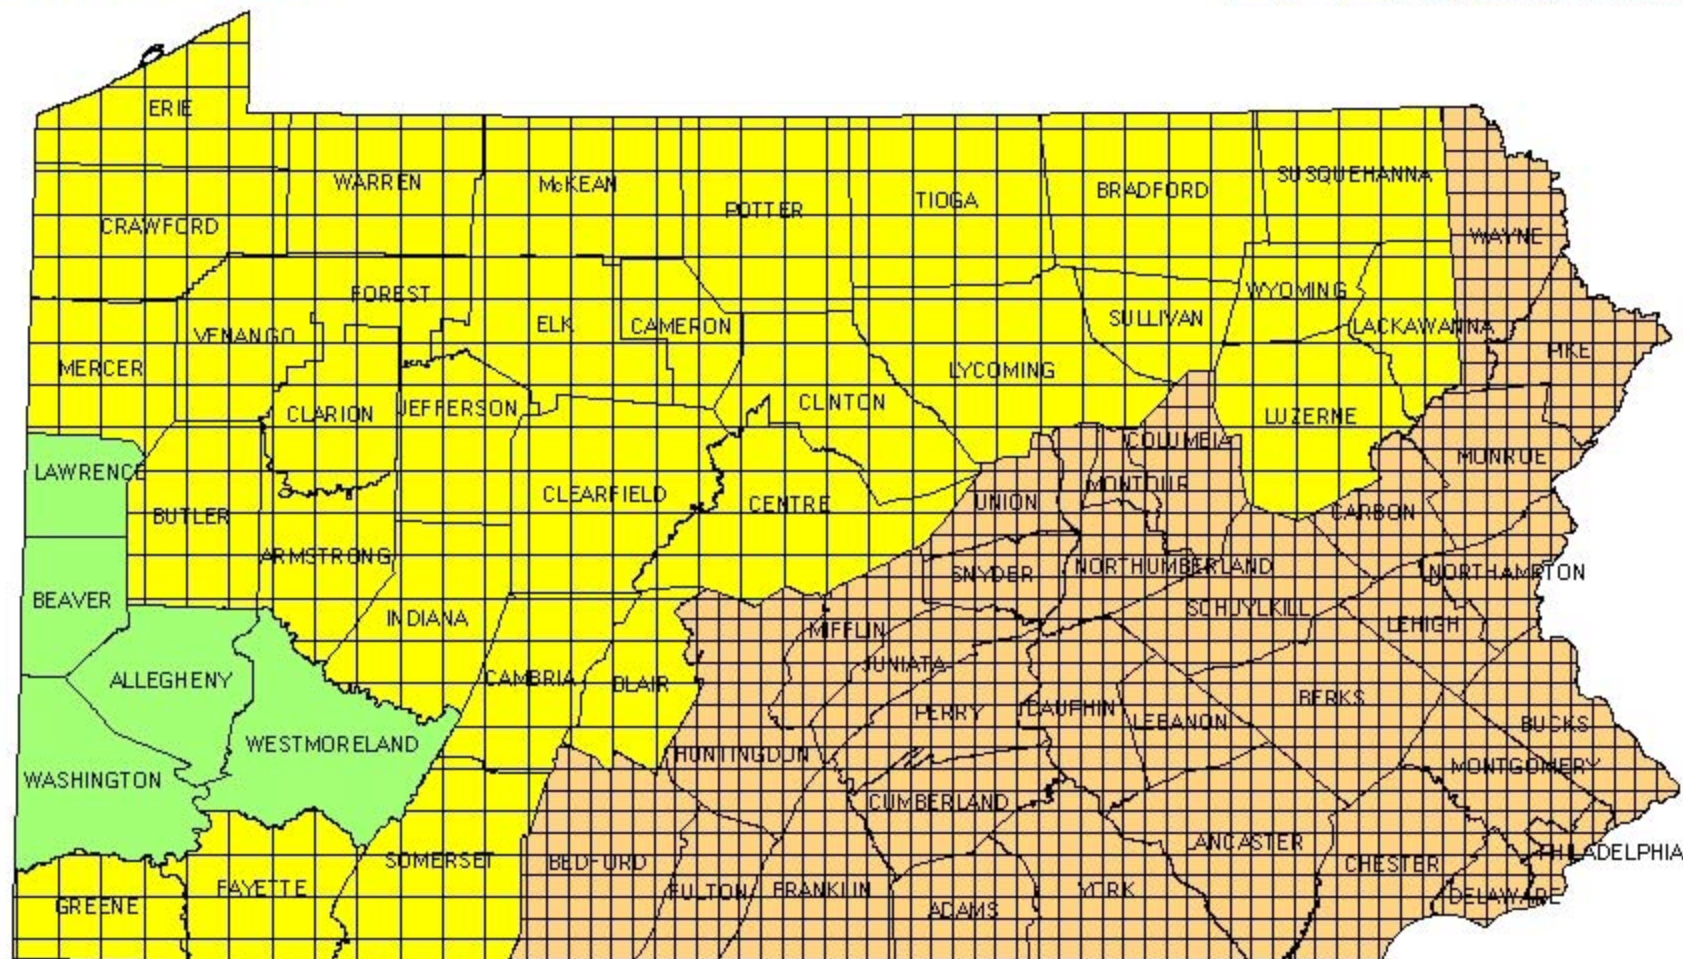 ERIE
WARREN
McKEAN
POTTER
TIOGA
BRADFORD
SUSQUEHANNA
CRAWFORD
WAYNE
FOREST
VENANGO
ELK
CAMERON
SULLIVAN
WYOMING
LACKAWANNA
MERCER
LYCOMING
PIKE
CLARION
JEFFERSON
CLINTON
LUZERNE
COLUMBIA
LAWRENCE
MONROE
MONTOUR
CLEARFIELD
CENTRE
UNION
CARBON
BUTLER
ARMSTRONG
SNYDER
NORTHUMBERLAND
NORTHAMPTON
BEAVER
SCHUYLKILL
INDIANA
MIFFLIN
LEHIGH
JUNIATA
ALLEGHENY
CAMBRIA
BLAIR
BERKS
PERRY
DAUPHIN
LEBANON
BUCKS
WESTMORELAND
HUNTINGDON
MONTGOMERY
WASHINGTON
CUMBERLAND
LANCASTER
SOMERSET
BEDFORD
CHESTER
PHILADELPHIA
FAYETTE
FULTON
FRANKLIN
YORK
DELAWARE
GREENE
ADAMS